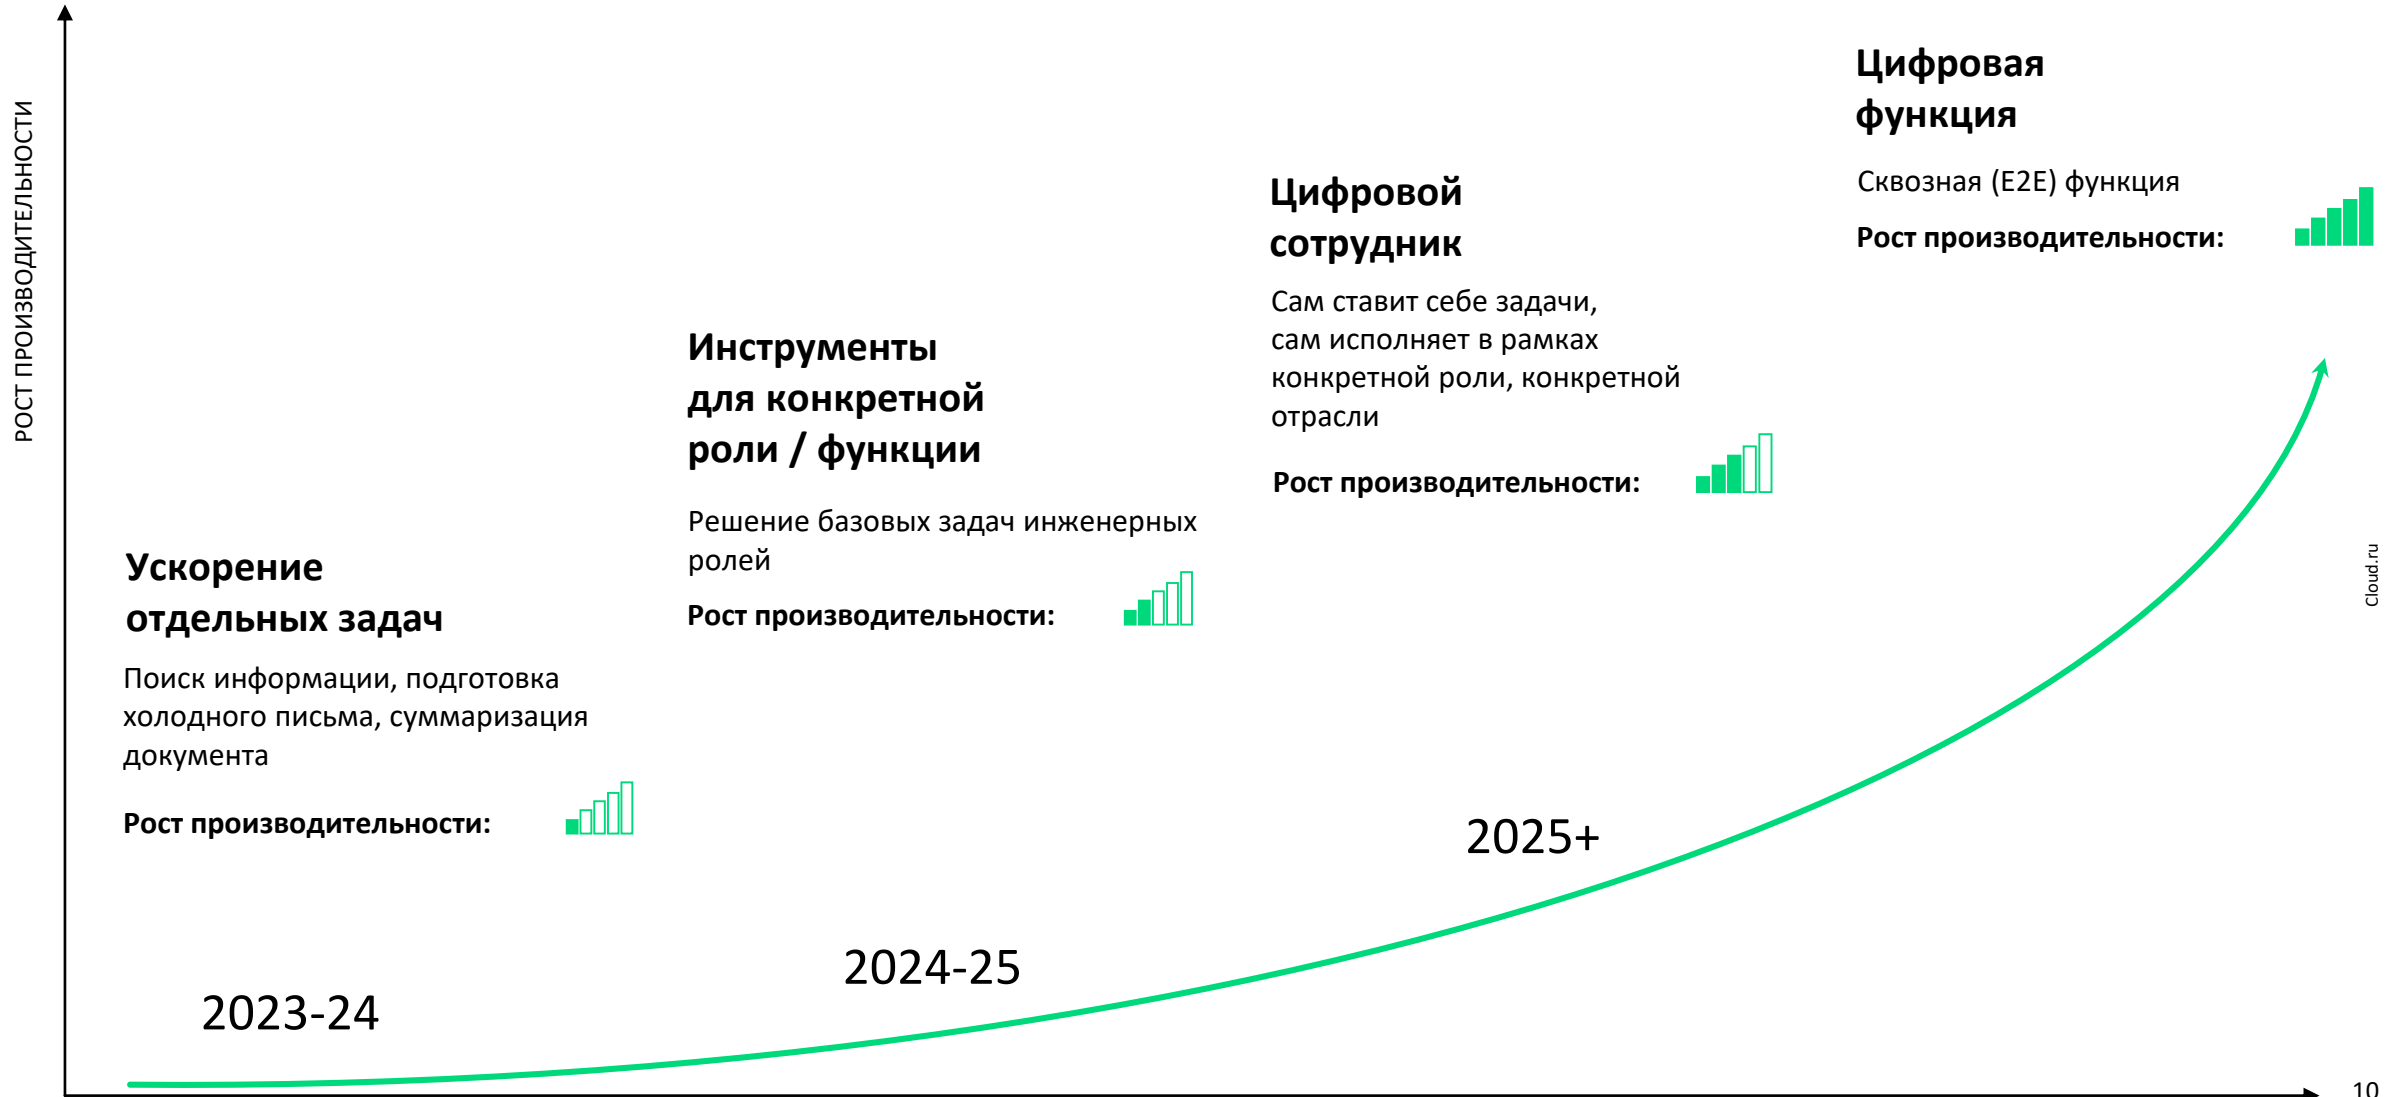 РОСТ ПРОИЗВОДИТЕЛЬНОСТИ
Ускорение
отдельных задач
Поиск информации, подготовка
холодного письма, суммаризация
документа
Рост производительности:
2023-24
Инструменты
для конкретной
роли / функции
Решение базовых задач инженерных
ролей
Рост производительности:
2024-25
Цифровой
сотрудник
Сам ставит себе задачи,
сам исполняет в рамках
конкретной роли, конкретной
отрасли
Рост производительности:
2025+
Цифровая
функция
Сквозная (E2E) функция
Рост производительности:
Cloud.ru
10